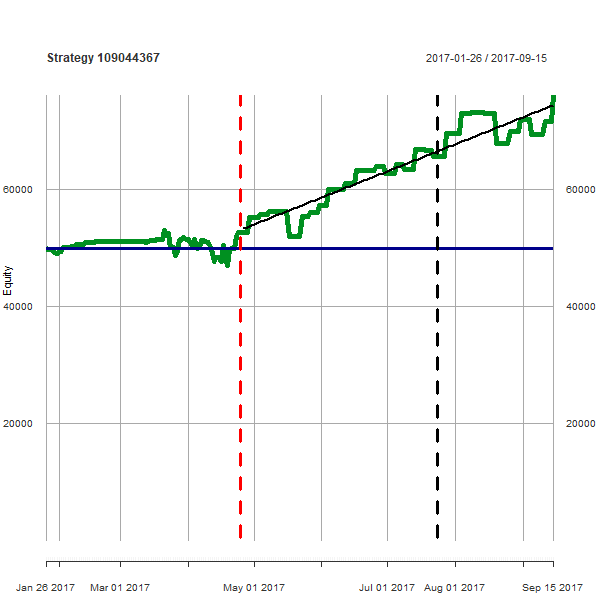 Strategy 109044367
2017-01-26 / 2017-09-15
60000
60000
Equity
40000
40000
20000
20000
Jan 26 2017
Mar 01 2017
May 01 2017
Jul 01 2017
Aug 01 2017
Sep 15 2017